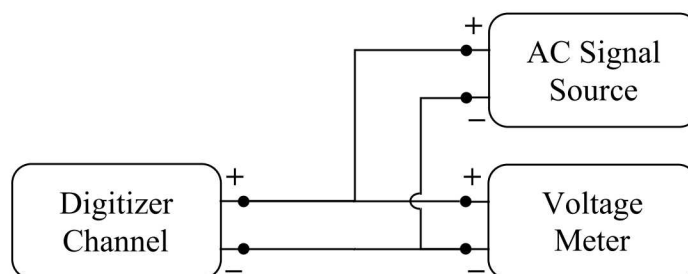 +
AC Signal
Source
−
+
Digitizer
Channel
−
+
Voltage
Meter
−